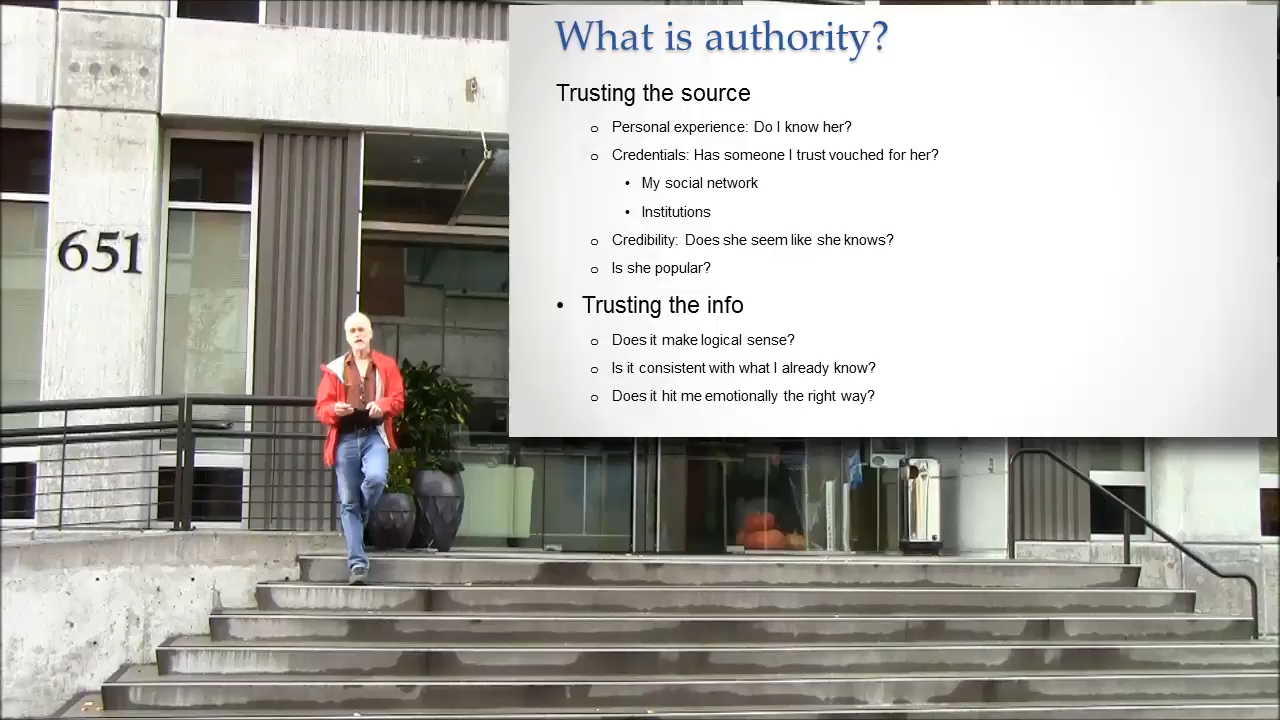 What is authority?
Trusting the source
o Personal experience: Do I know her?
o Credentials: Has someone I trust vouched for her?
• My social network
• Institutions
o Credibility: Does she seem like she knows?
o Is she popular?
• Trusting the info
o Does it make logical sense?
o Is it consistent with what I already know?
o Does it hit me emotionally the right way?
651